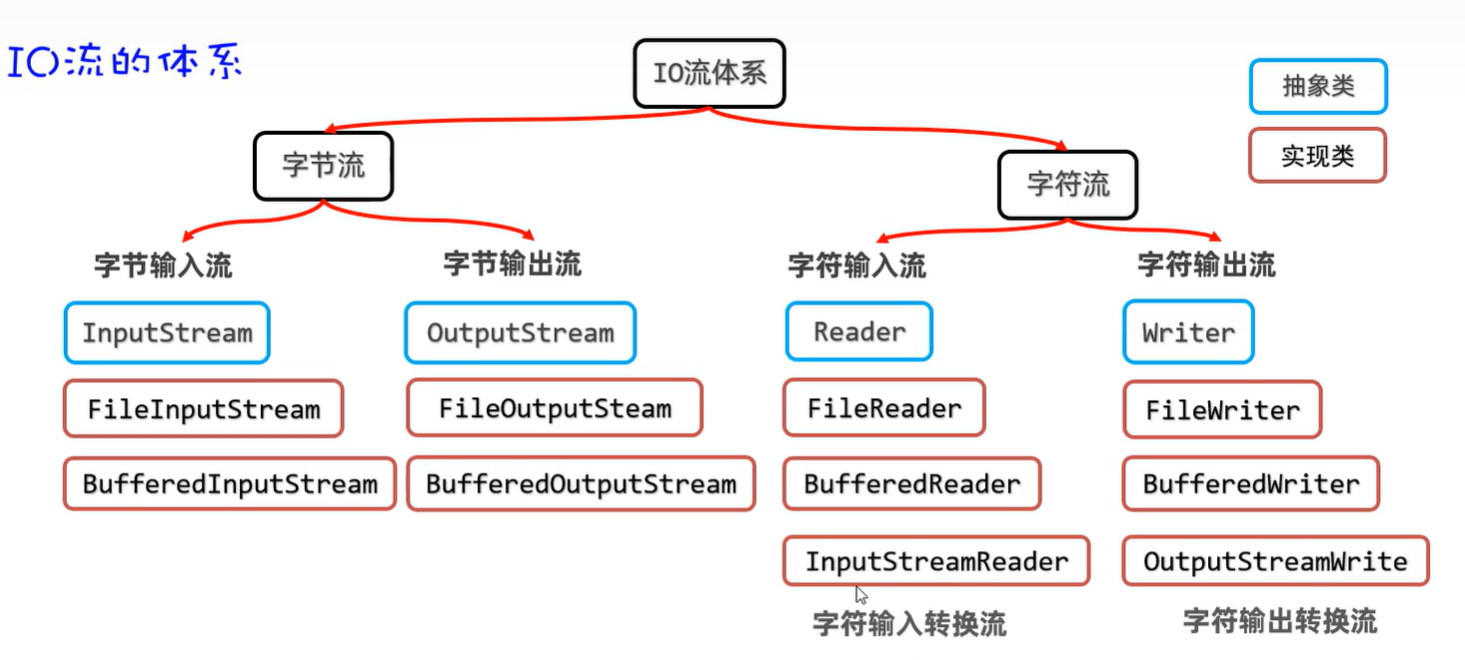 IO流的体系
IO流体系
抽象类
实现类
字节流
字符流
字节输入流
字节输出流
字符输入流
字符输出流
InputStream
OutputStream
Reader
Writer
FileInputStream
FileOutputSteam
FileReader
FileWriter
BufferedInputStream
BufferedOutputStream
BufferedReader
BufferedWriter
InputStreamReader
OutputStreamWrite
字符输入转换流
字符输出转换流